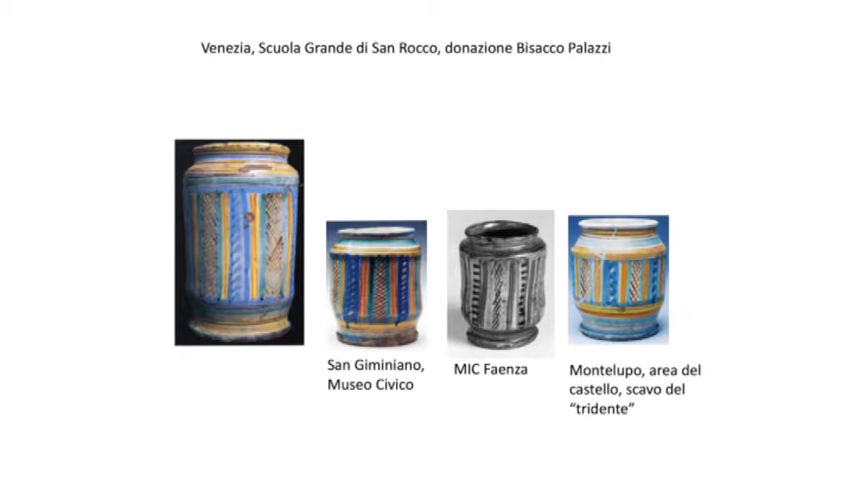 Venezia, Scuola Grande di San Rocco, donazione Bisacco Palazzi
San Giminiano,
Museo Civico
MIC Faenza
Montelupo, area del
castello, scavo del
“tridente”